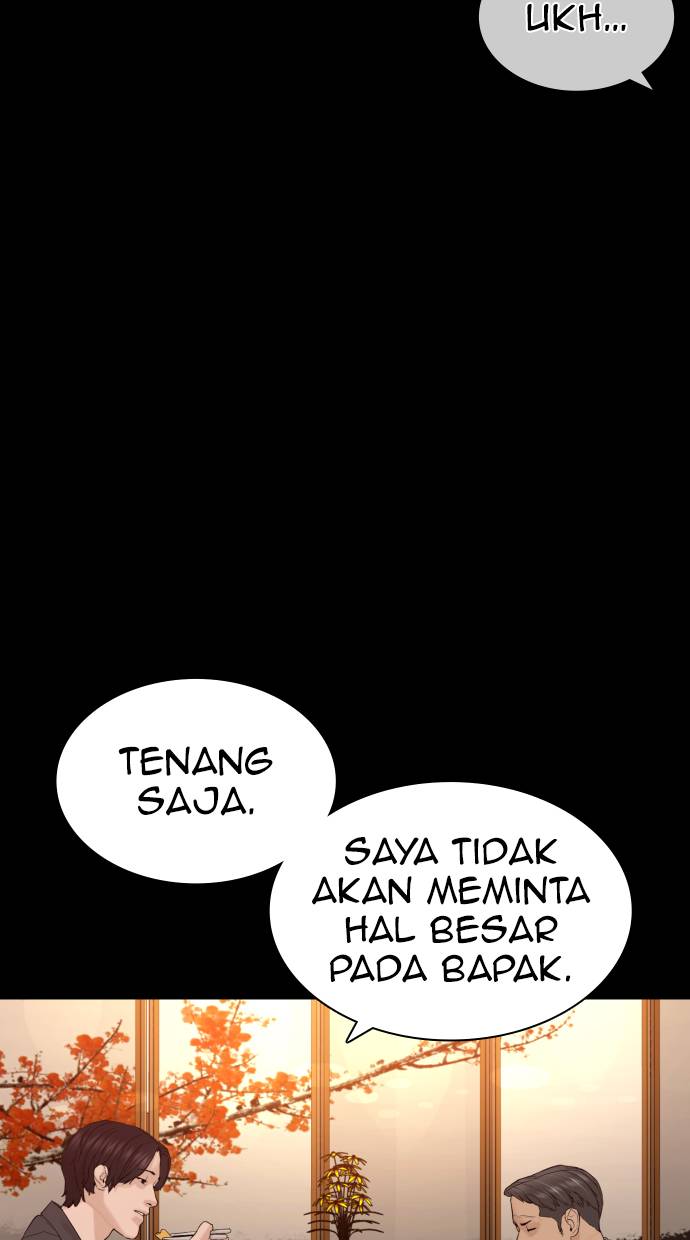 UKH...
TENANG
SAJA.
SAYA TIDAK
AKAN MEMINTA
HAL BESAR
PADA BAPAK.